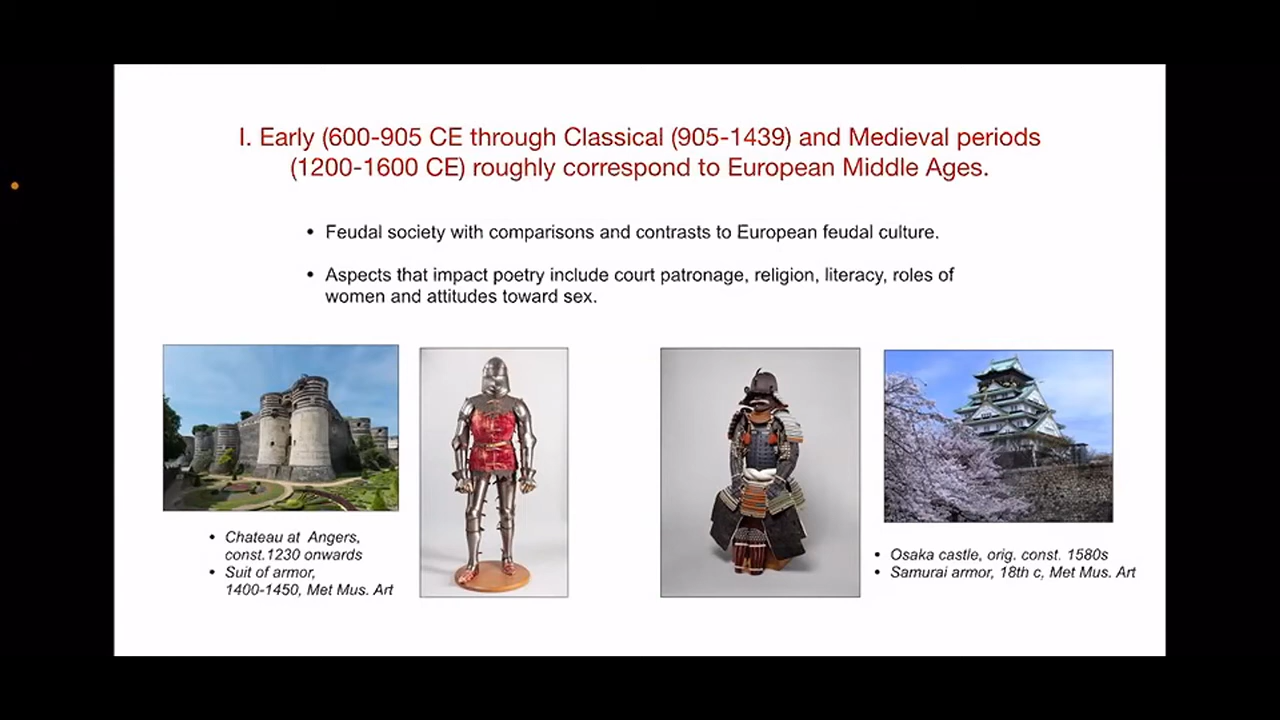 I. Early (600-905 CE through Classical (905-1439) and Medieval periods
(1200-1600 CE) roughly correspond to European Middle Ages.
• Feudal society with comparisons and contrasts to European feudal culture.
• Aspects that impact poetry include court patronage, religion, literacy, roles of
women and attitudes toward sex.
• Chateau at Angers,
const.1230 onwards
• Suit of armor,
1400-1450, Met Mus. Art
• Osaka castle, orig. const. 1580s
• Samurai armor, 18th c, Met Mus. Art